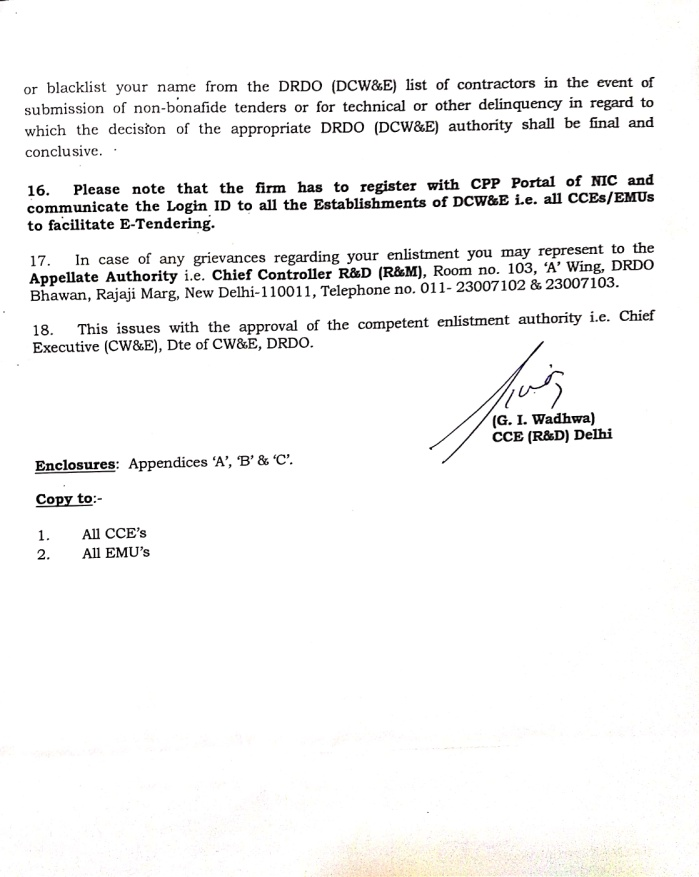 or blacklist your name from the DRDO (DCW&E) list of contractors in the event of
submission of non-bonafide tenders or for technical or other delinquency in regard to
which the decision of the appropriate DRDO (DCW&E) authority shall be final and
conclusive.
16. Please note that the firm has to register with CPP Portal of NIC and
communicate the Login ID to all the Establishments of DCW&E i.e. all CCEs/EMUs
to facilitate E-Tendering.
17. In case of any grievances regarding your enlistment you may represent to the
Appellate Authority i.e. Chief Controller R&D (R&M), Room no. 103, ‘A’ Wing, DRDO
Bhawan, Rajaji Marg, New Delhi-110011, Telephone no. 011- 23007102 & 23007103.
18. This issues with the approval of the competent enlistment authority i.e. Chief
Executive (CW&E), Dte of CW&E, DRDO.
(G. I. Wadhwa)
CCE (R&D) Delhi
Enclosures: Appendices ‘A’, ‘B’ & ‘C’.
Copy to:-
1. All CCE’s
2. All EMU’s